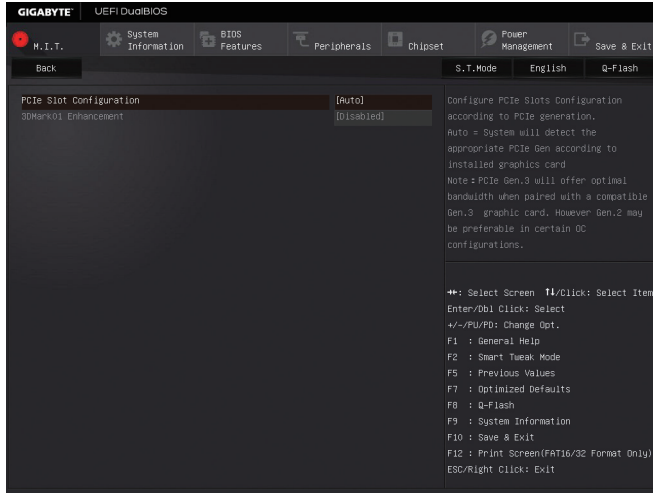 GIGABYTE™ UEFI DualBIOS
M.I.T.
System Information
BIOS Features
Peripherals
Chipset
Power Management
Save & Exit
Back
S.T.Mode
English
Q-Flash
PCIe Slot Configuration [Auto]
3DMark01 Enhancement [Disabled]
Configure PCIe Slots Configuration
according to PCIe generation.
Auto = System will detect the
appropriate PCIe Gen according to
installed graphics card
Note : PCIe Gen.3 will offer optimal
bandwidth when paired with a compatible
Gen.3 graphic card. However Gen.2 may
be preferable in certain OC
configurations.
→←: Select Screen ↑↓/Click: Select Item
Enter/Dbl Click: Select
+/-/PU/PD: Change Opt.
F1 : General Help
F2 : Smart Tweak Mode
F5 : Previous Values
F7 : Optimized Defaults
F8 : Q-Flash
F9 : System Information
F10 : Save & Exit
F12 : Print Screen(FAT16/32 Format Only)
ESC/Right Click: Exit